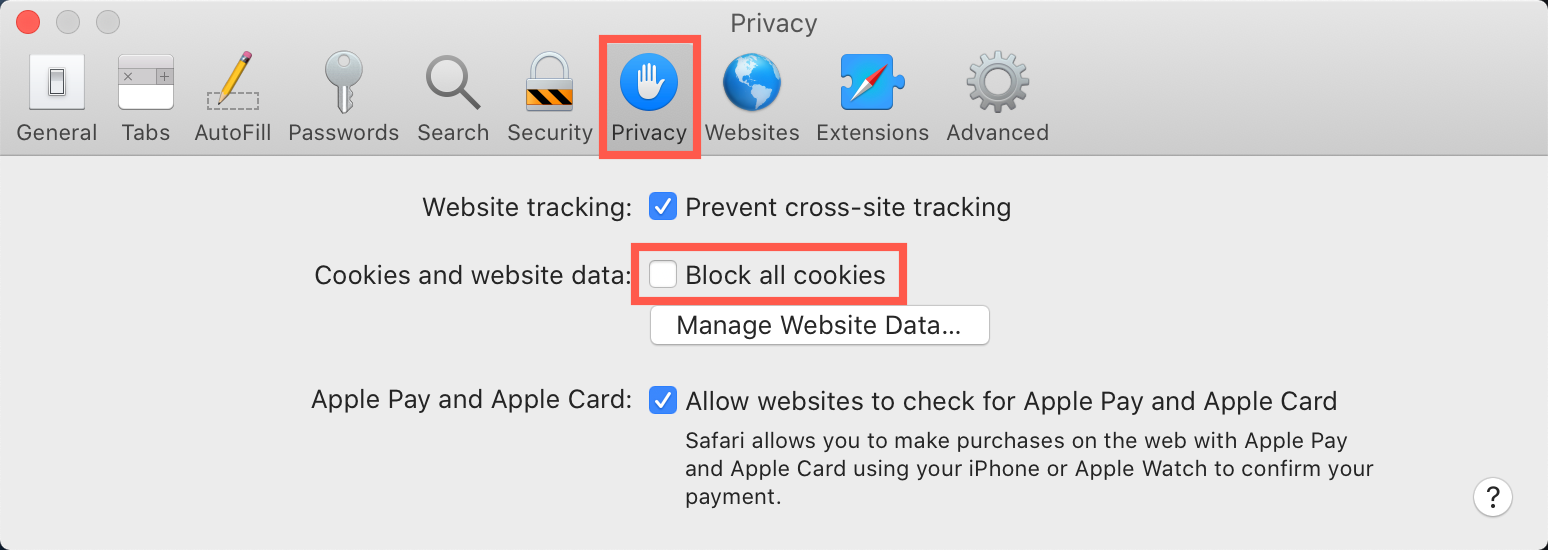 Privacy
General Tabs AutoFill Passwords Search Security Privacy Websites Extensions Advanced
Website tracking: Prevent cross-site tracking
Cookies and website data: Block all cookies
Manage Website Data...
Apple Pay and Apple Card: Allow websites to check for Apple Pay and Apple Card
Safari allows you to make purchases on the web with Apple Pay
and Apple Card using your iPhone or Apple Watch to confirm your
payment.
?